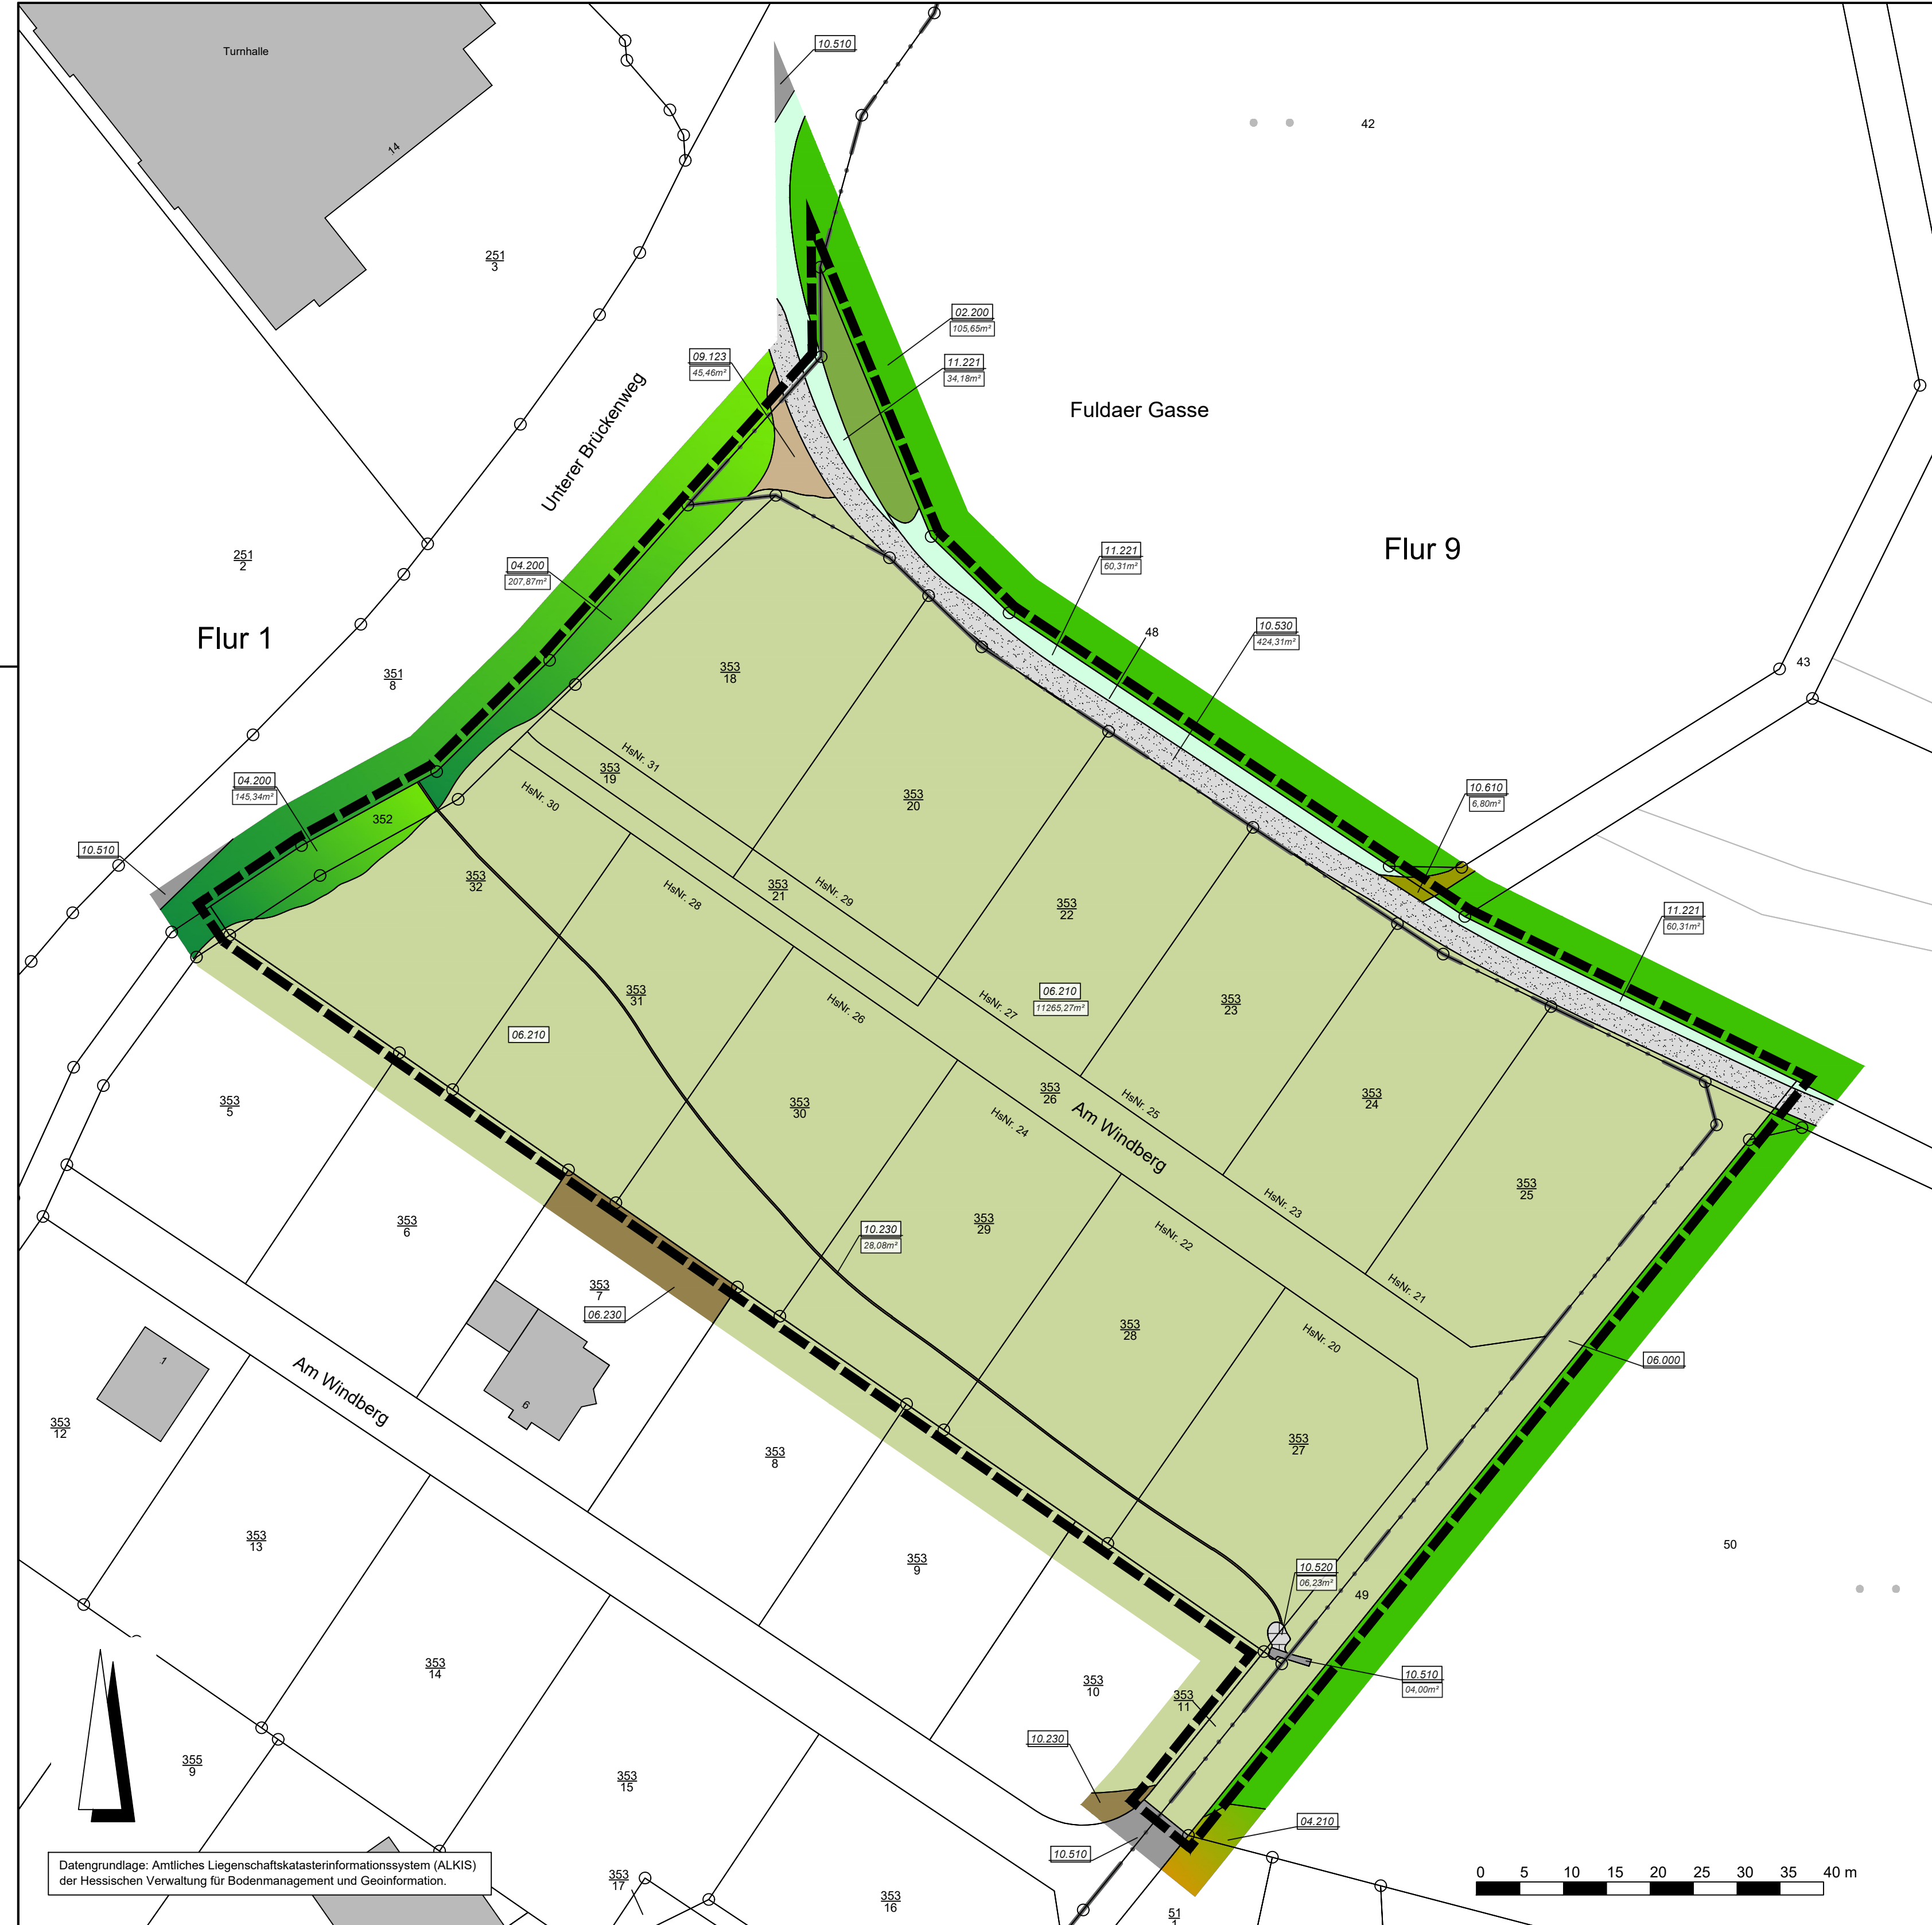 Turnhalle
14
10.510
42
251
3
02.200
105,65m²
09.123
45,46m²
11.221
34,18m²
Unterer Brückenweg
Fuldaer Gasse
251
2
04.200
207,87m²
11.221
60,31m²
Flur 9
Flur 1
48
10.530
424,31m²
351
8
353
18
43
HsNr. 31
353
19
HsNr. 30
04.200
145,34m²
352
353
20
10.610
6,80m²
10.510
353
32
HsNr. 28
353
21
HsNr. 29
353
22
11.221
60,31m²
353
31
06.210
HsNr. 26
HsNr. 27
06.210
11265,27m²
353
23
353
5
353
30
HsNr. 24
353
26
Am Windberg
HsNr. 25
353
24
353
6
353
29
10.230
28,08m²
HsNr. 22
HsNr. 23
353
25
353
7
06.230
353
28
HsNr. 20
HsNr. 21
06.000
1
Am Windberg
6
353
12
353
8
353
27
353
13
353
9
10.520
06,23m²
49
50
353
14
353
10
353
11
10.510
04,00m²
355
9
353
15
10.230
10.510
04.210
Datengrundlage: Amtliches Liegenschaftskatasterinformationssystem (ALKIS)
der Hessischen Verwaltung für Bodenmanagement und Geoinformation.
353
17
353
16
51
1
0 5 10 15 20 25 30 35 40 m